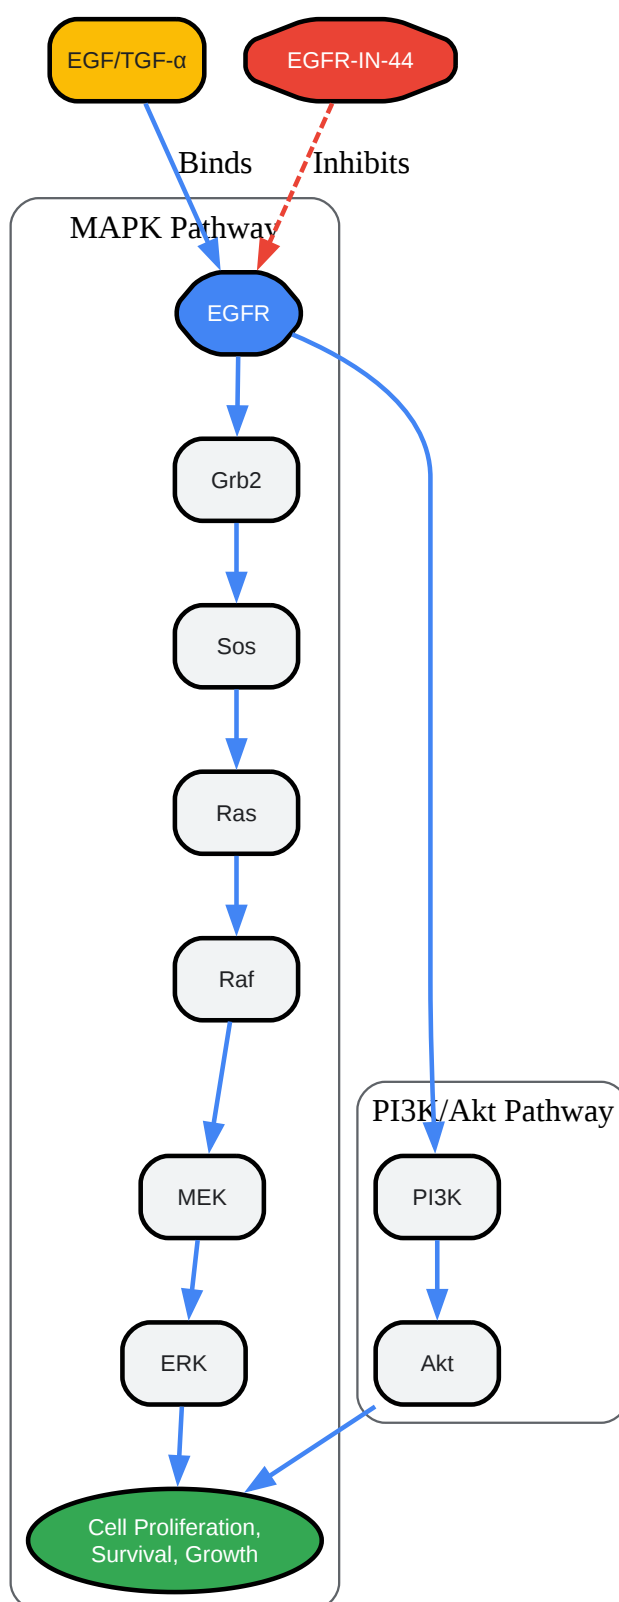 EGF/TGF-α
EGFR-IN-44
Binds
Inhibits
MAPK Pathway
EGFR
Grb2
Sos
Ras
Raf
PI3K/Akt Pathway
MEK
PI3K
ERK
Akt
Cell Proliferation,
Survival, Growth